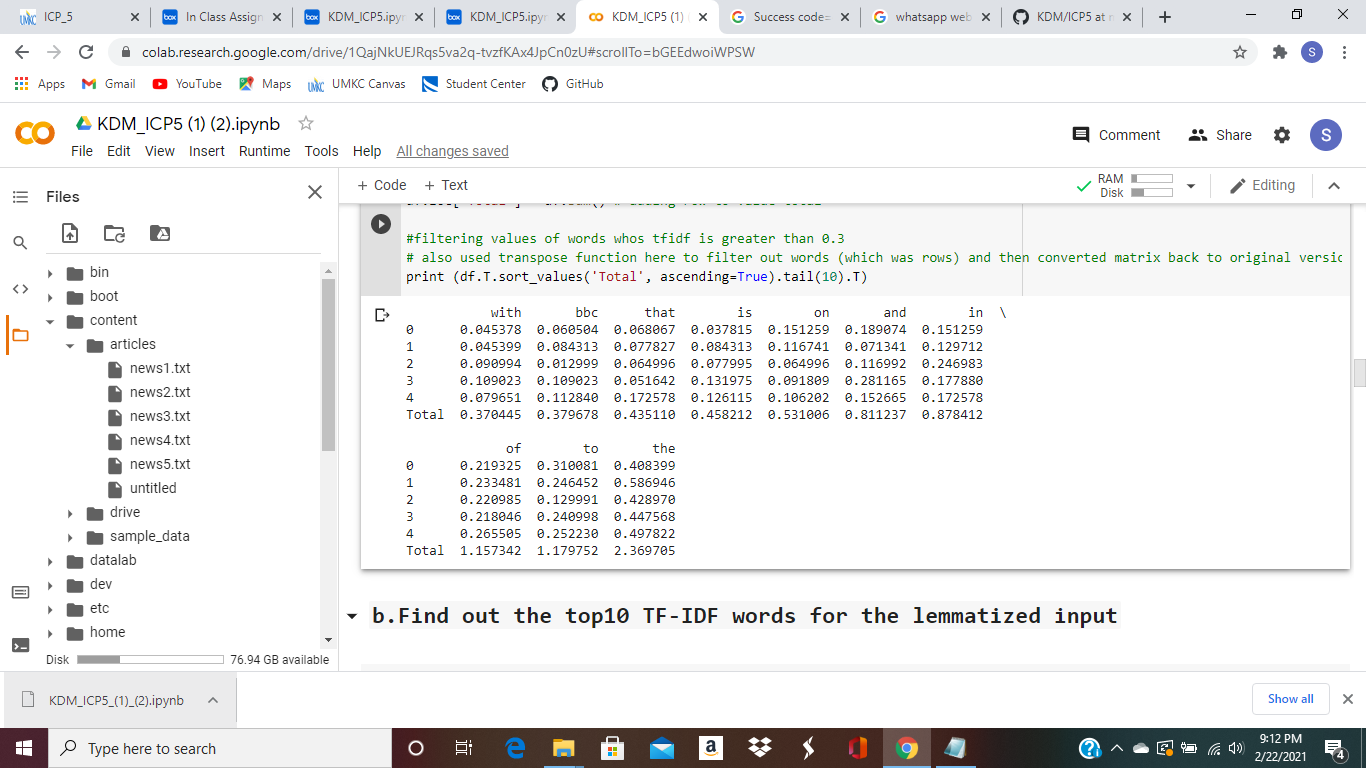 ICP_5
In Class Assign
KDM_ICP5.ipyn
KDM_ICP5.ipyn
KDM_ICP5 (1) (
Success code=
whatsapp web
KDM/ICP5 at m
colab.research.google.com/drive/1QajNkUEJRqs5va2q-tvzfKAx4JpCn0zU#scrollTo=bGEEdwoiWPSW
S
Apps
Gmail
YouTube
Maps
UMKC Canvas
Student Center
GitHub
KDM_ICP5 (1) (2).ipynb
File Edit View Insert Runtime Tools Help All changes saved
Comment
Share
S
Files
+ Code + Text
RAM
Disk
Editing
bin
boot
content
articles
news1.txt
news2.txt
news3.txt
news4.txt
news5.txt
untitled
drive
sample_data
datalab
dev
etc
home
Disk 76.94 GB available
#filtering values of words whos tfidf is greater than 0.3
# also used transpose function here to filter out words (which was rows) and then converted matrix back to original versic
print (df.T.sort_values('Total', ascending=True).tail(10).T)
with bbc that is on and in \
0 0.045378 0.060504 0.068067 0.037815 0.151259 0.189074 0.151259
1 0.045399 0.084313 0.077827 0.084313 0.116741 0.071341 0.129712
2 0.090994 0.012999 0.064996 0.077995 0.064996 0.116992 0.246983
3 0.109023 0.109023 0.051642 0.131975 0.091809 0.281165 0.177880
4 0.079651 0.112840 0.172578 0.126115 0.106202 0.152665 0.172578
Total 0.370445 0.379678 0.435110 0.458212 0.531006 0.811237 0.878412
of to the
0 0.219325 0.310081 0.408399
1 0.233481 0.246452 0.586946
2 0.220985 0.129991 0.428970
3 0.218046 0.240998 0.447568
4 0.265505 0.252230 0.497822
Total 1.157342 1.179752 2.369705
b.Find out the top10 TF-IDF words for the lemmatized input
KDM_ICP5_(1)_(2).ipynb
Show all
Type here to search
9:12 PM
2/22/2021
4